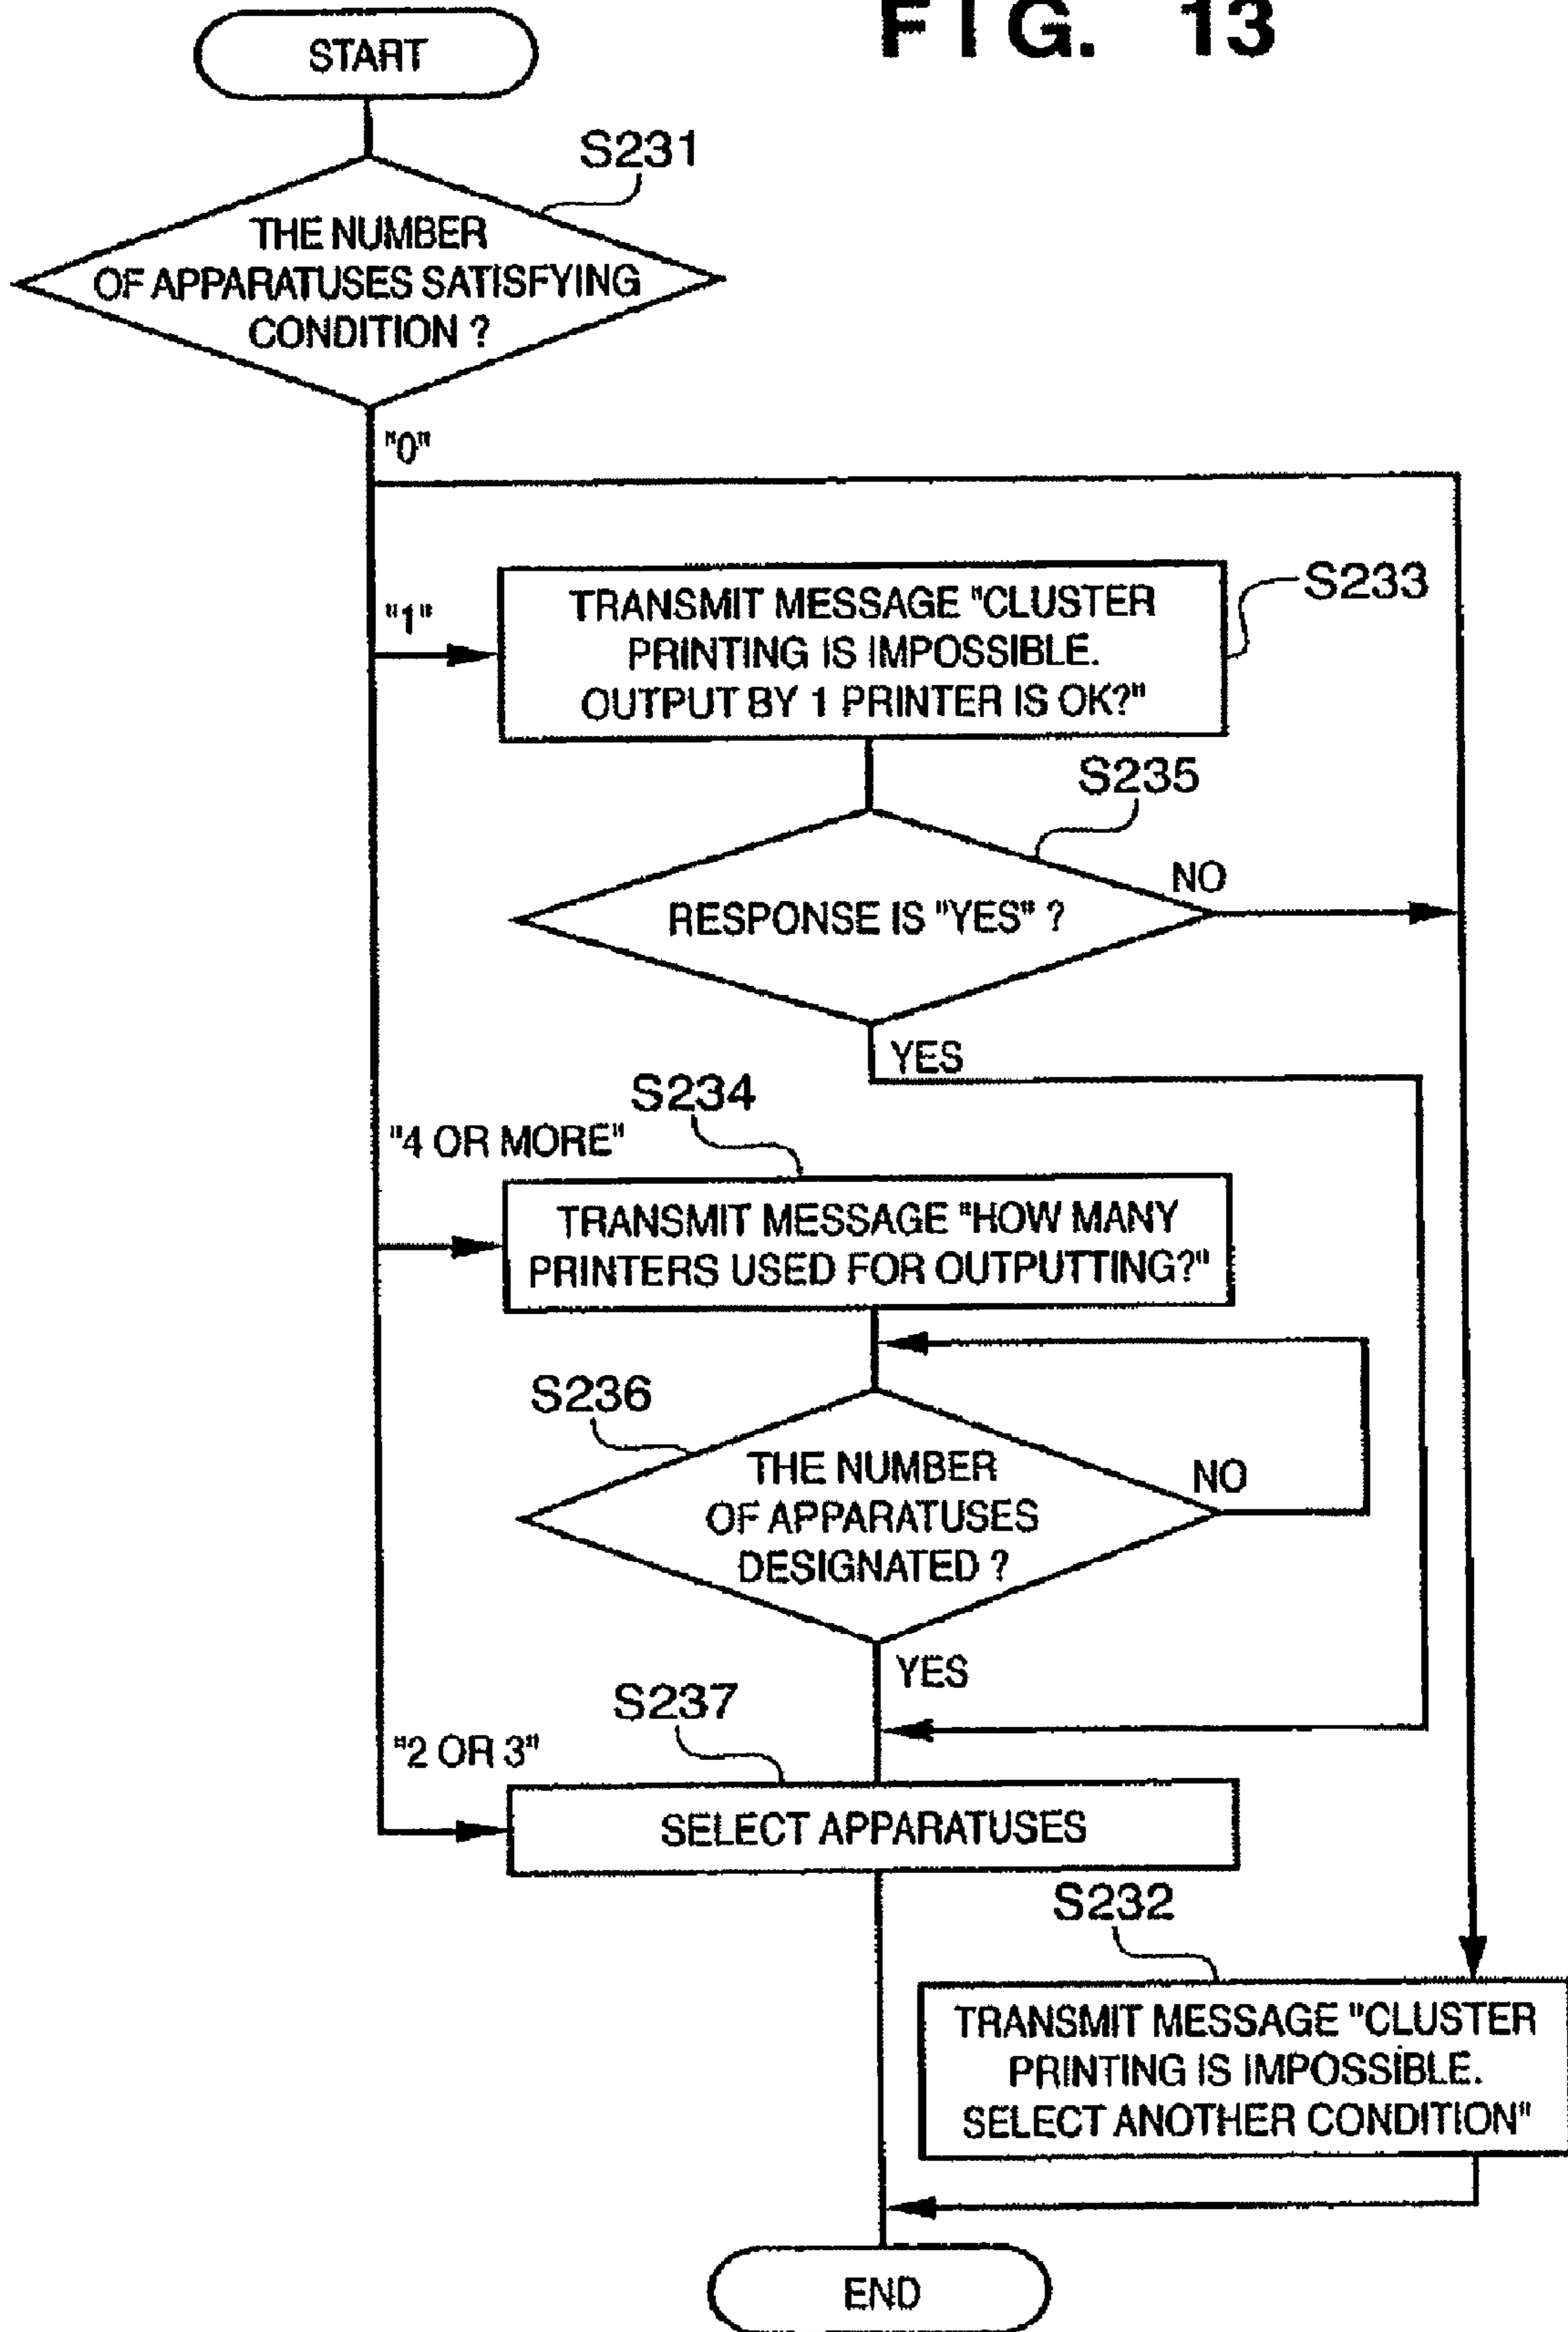 FIG. 13
START
S231
THE NUMBER
OF APPARATUSES SATISFYING
CONDITION ?
"0"
"1"
TRANSMIT MESSAGE "CLUSTER
PRINTING IS IMPOSSIBLE.
OUTPUT BY 1 PRINTER IS OK?"
S233
S235
RESPONSE IS "YES" ?
NO
YES
S234
"4 OR MORE"
TRANSMIT MESSAGE "HOW MANY
PRINTERS USED FOR OUTPUTTING?"
S236
THE NUMBER
OF APPARATUSES
DESIGNATED ?
NO
YES
S237
"2 OR 3"
SELECT APPARATUSES
S232
TRANSMIT MESSAGE "CLUSTER
PRINTING IS IMPOSSIBLE.
SELECT ANOTHER CONDITION"
END